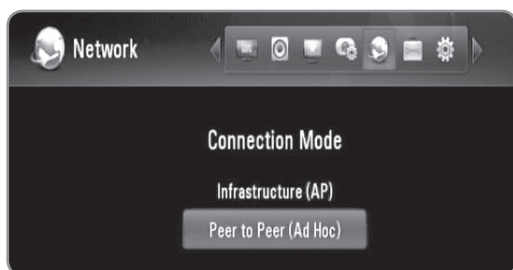 Network
Connection Mode
Infrastructure (AP)
Peer to Peer (Ad Hoc)